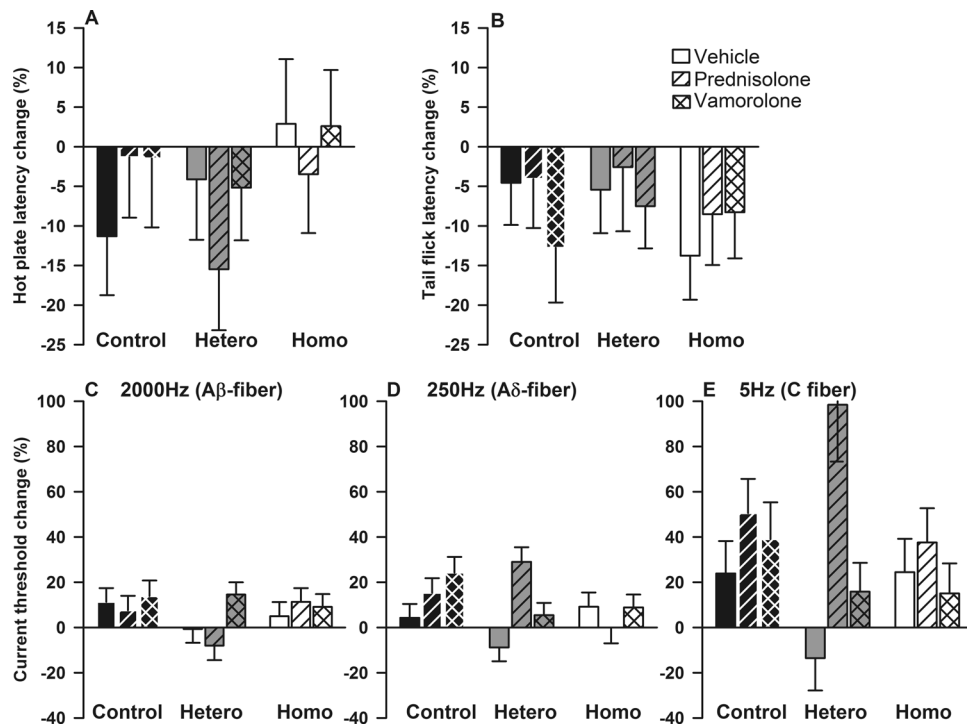 A
Hot plate latency change (%)
15
10
5
0
-5
-10
-15
-20
-25
Control Hetero Homo
B
Tail flick latency change (%)
15
10
5
0
-5
-10
-15
-20
-25
Vehicle
Prednisolone
Vamorolone
Control Hetero Homo
C 2000Hz (Aβ-fiber)
Current threshold change (%)
100
80
60
40
20
0
-20
-40
Control Hetero Homo
D 250Hz (Aδ-fiber)
100
80
60
40
20
0
-20
-40
Control Hetero Homo
E 5Hz (C fiber)
100
80
60
40
20
0
-20
-40
Control Hetero Homo